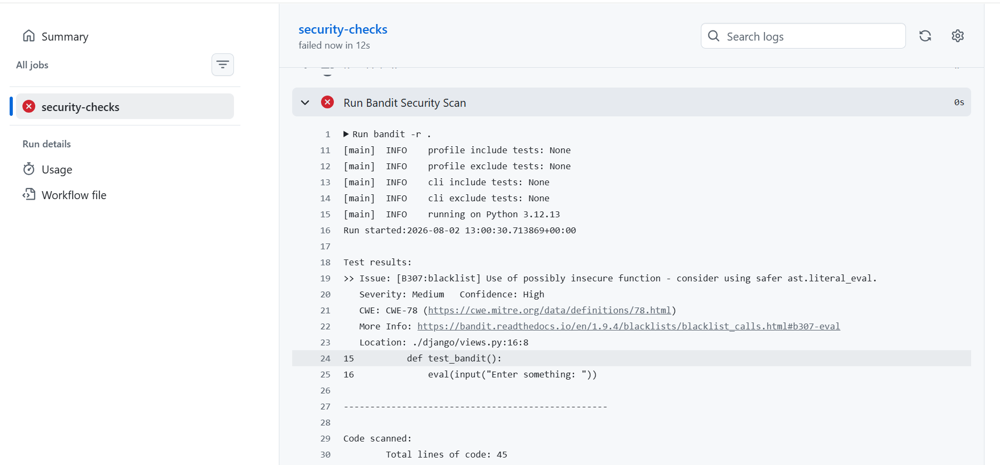 Summary
All jobs
security-checks
Run details
Usage
Workflow file
security-checks
failed now in 12s
Search logs
Run Bandit Security Scan
0s
1 Run bandit -r .
11 [main]  INFO    profile include tests: None
12 [main]  INFO    profile exclude tests: None
13 [main]  INFO    cli include tests: None
14 [main]  INFO    cli exclude tests: None
15 [main]  INFO    running on Python 3.12.13
16 Run started:2026-08-02 13:00:30.713869+00:00
17
18 Test results:
19 >> Issue: [B307:blacklist] Use of possibly insecure function - consider using safer ast.literal_eval.
20    Severity: Medium   Confidence: High
21    CWE: CWE-78 (https://cwe.mitre.org/data/definitions/78.html)
22    More Info: https://bandit.readthedocs.io/en/1.9.4/blacklists/blacklist_calls.html#b307-eval
23    Location: ./django/views.py:16:8
24 15          def test_bandit():
25 16              eval(input("Enter something: "))
26
27 --------------------------------------------------
28
29 Code scanned:
30         Total lines of code: 45